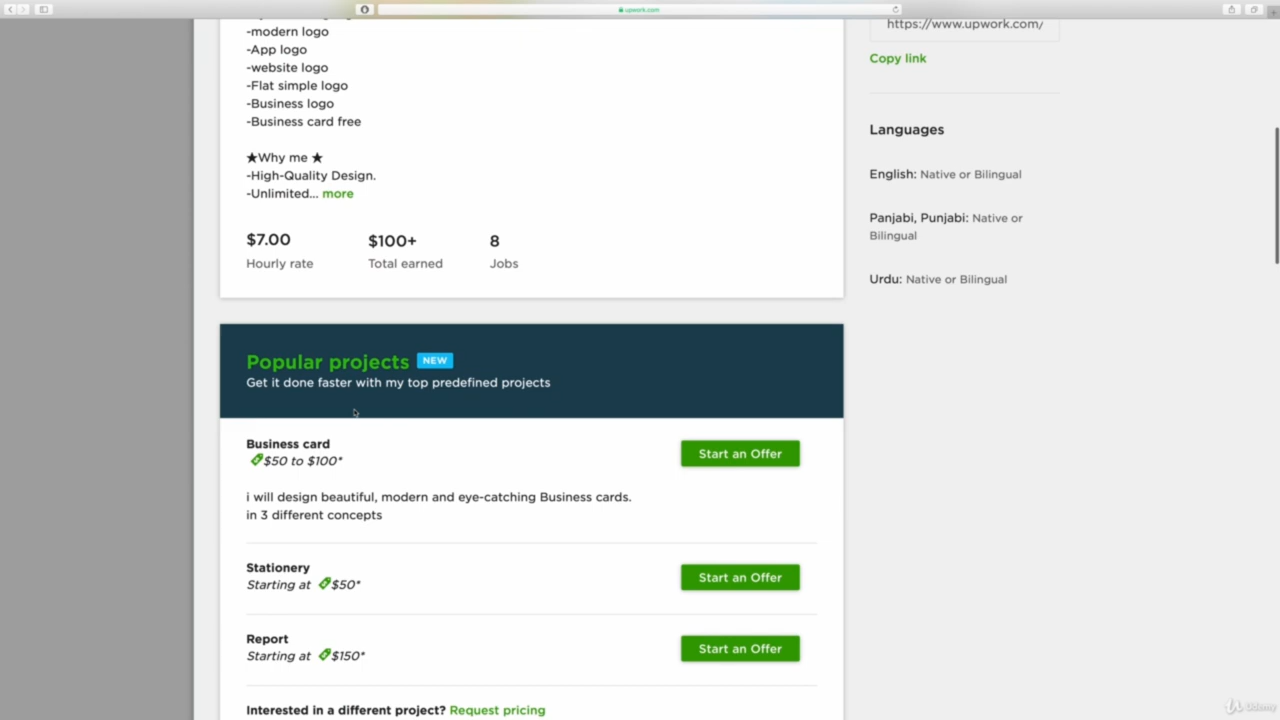 upwork.com
-modern logo
-App logo
-website logo
-Flat simple logo
-Business logo
-Business card free
★Why me ★
-High-Quality Design.
-Unlimited... more
$7.00
Hourly rate
$100+
Total earned
8
Jobs
Popular projects NEW
Get it done faster with my top predefined projects
Business card
$50 to $100*
Start an Offer
i will design beautiful, modern and eye-catching Business cards.
in 3 different concepts
Stationery
Starting at $50*
Start an Offer
Report
Starting at $150*
Start an Offer
Interested in a different project? Request pricing
https://www.upwork.com/
Copy link
Languages
English: Native or Bilingual
Panjabi, Punjabi: Native or
Bilingual
Urdu: Native or Bilingual
Udemy